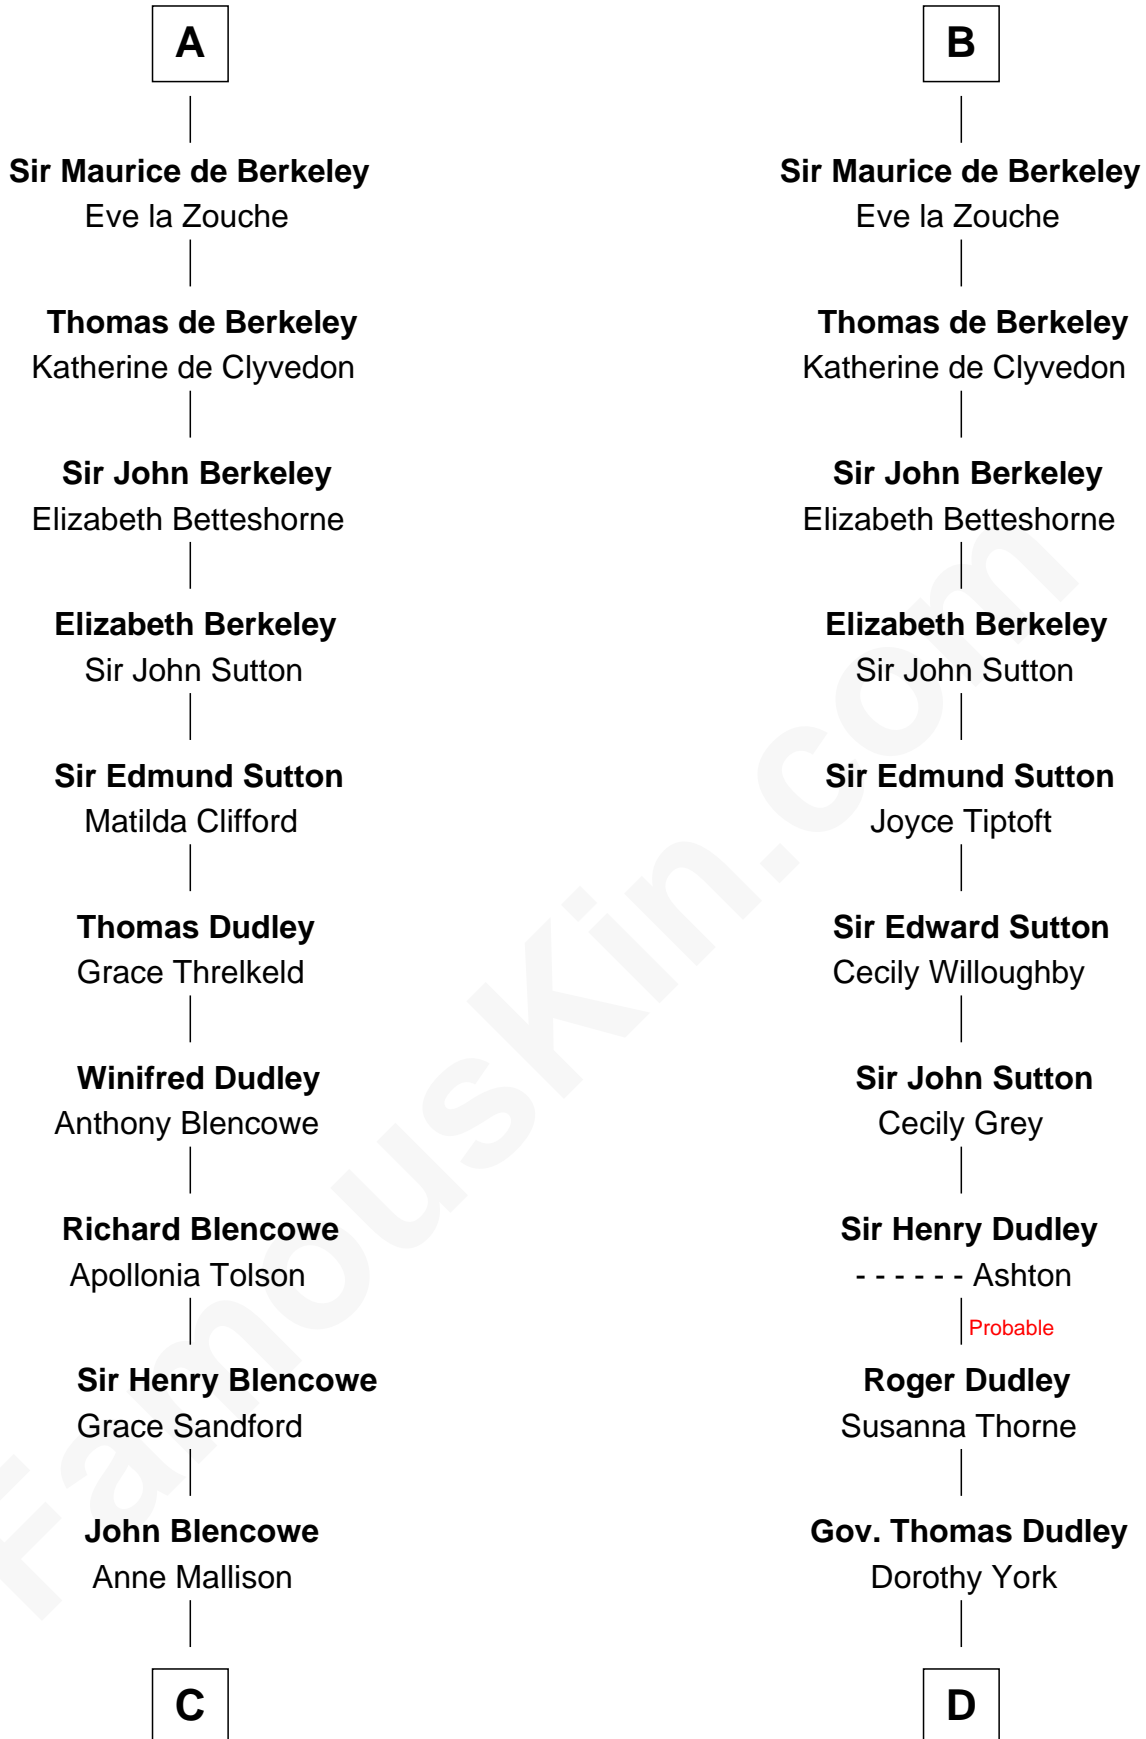 A
Sir Maurice de Berkeley
Eve la Zouche
Thomas de Berkeley
Katherine de Clyvedon
Sir John Berkeley
Elizabeth Betteshorne
Elizabeth Berkeley
Sir John Sutton
Sir Edmund Sutton
Matilda Clifford
Thomas Dudley
Grace Threlkeld
Winifred Dudley
Anthony Blencowe
Richard Blencowe
Apollonia Tolson
Sir Henry Blencowe
Grace Sandford
John Blencowe
Anne Mallison
C
B
Sir Maurice de Berkeley
Eve la Zouche
Thomas de Berkeley
Katherine de Clyvedon
Sir John Berkeley
Elizabeth Betteshorne
Elizabeth Berkeley
Sir John Sutton
Sir Edmund Sutton
Joyce Tiptoft
Sir Edward Sutton
Cecily Willoughby
Sir John Sutton
Cecily Grey
Sir Henry Dudley
- - - - - - Ashton
Probable
Roger Dudley
Susanna Thorne
Gov. Thomas Dudley
Dorothy York
D
FamousKin.com